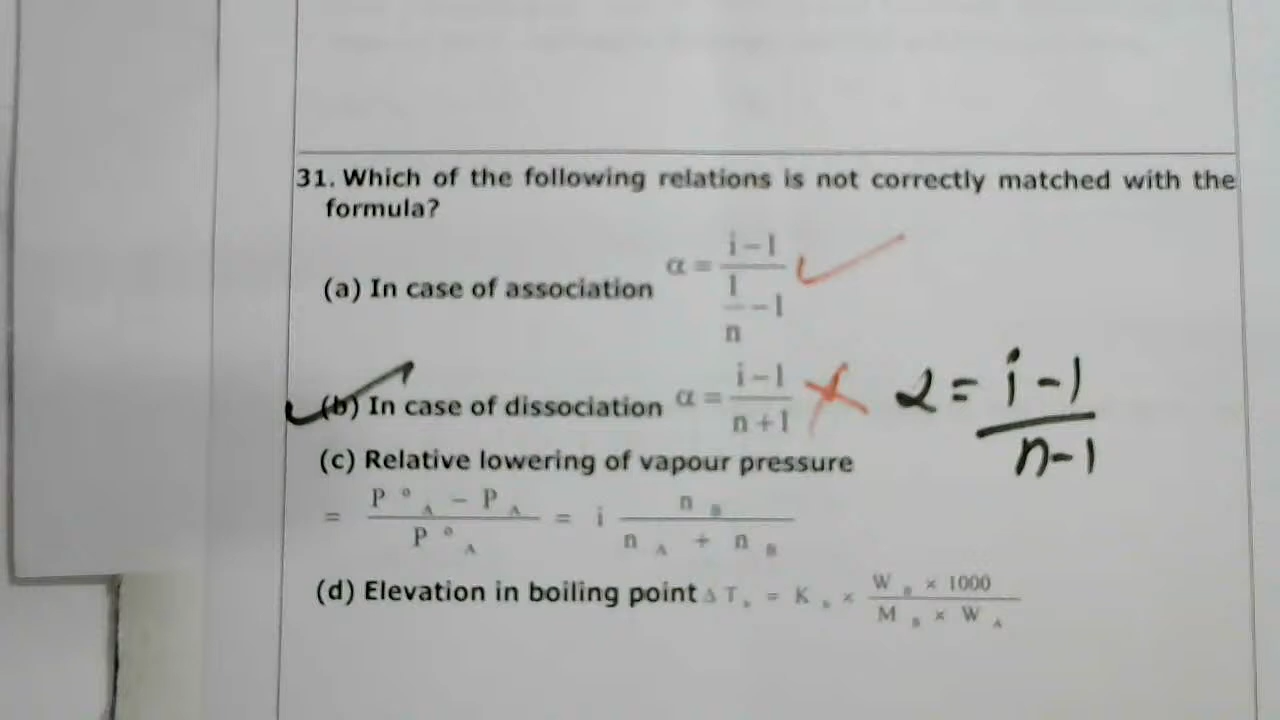 31. Which of the following relations is not correctly matched with the
formula?
(a) In case of association α = (i – 1) / (1/n – 1)
(b) In case of dissociation α = (i – 1) / (n + 1) 2 = (i – 1) / (n – 1)
(c) Relative lowering of vapour pressure
= (P°A – PA) / P°A = i nB / (nA + nB)
(d) Elevation in boiling point ΔTb = Kb × (WB × 1000) / (MB × WA)